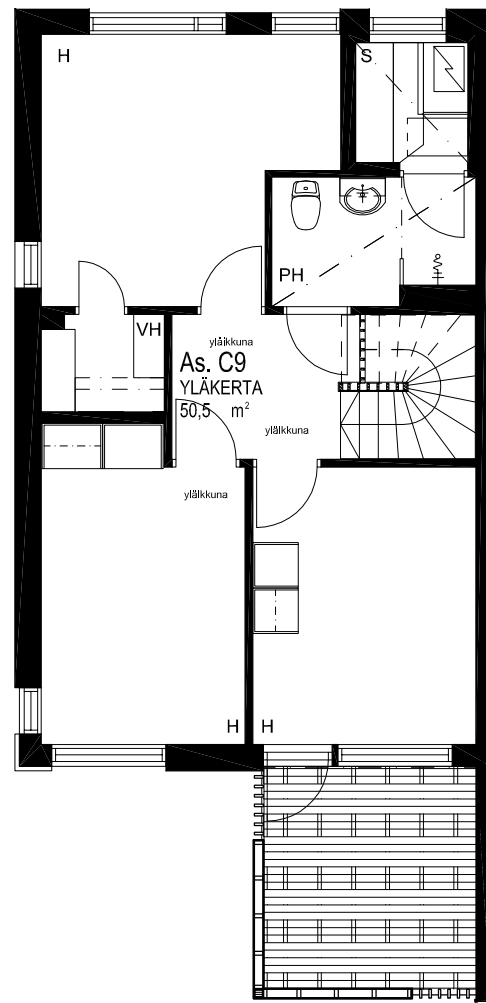 H
S
PH
VH
yläikkuna
As. C9
YLÄKERTA
50,5 m²
yläikkuna
yläikkuna
H
H